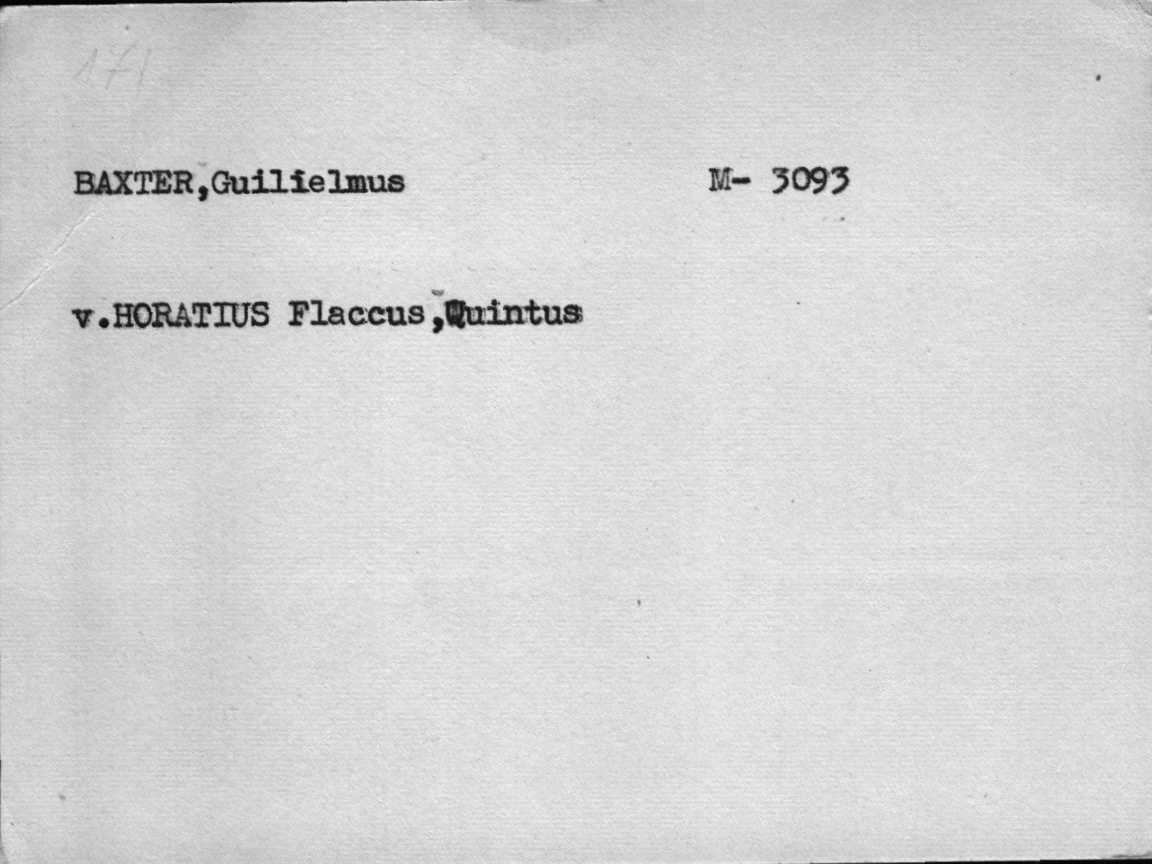 171
BAXTER,Guilielmus M- 3093
v.HORATIUS Flaccus,Quintus